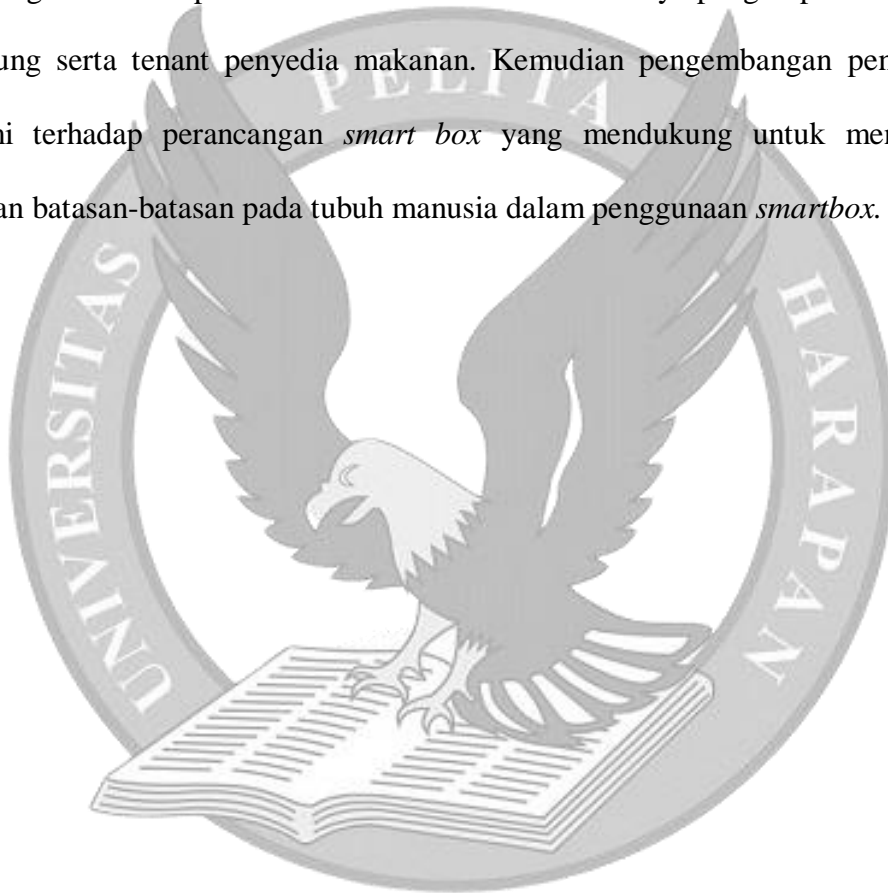 ung serta tenant penyedia makanan. Kemudian pengembangan pen
ni terhadap perancangan smart box yang mendukung untuk men
an batasan-batasan pada tubuh manusia dalam penggunaan smartbox.
UNIVERSITAS PELITA HARAPAN